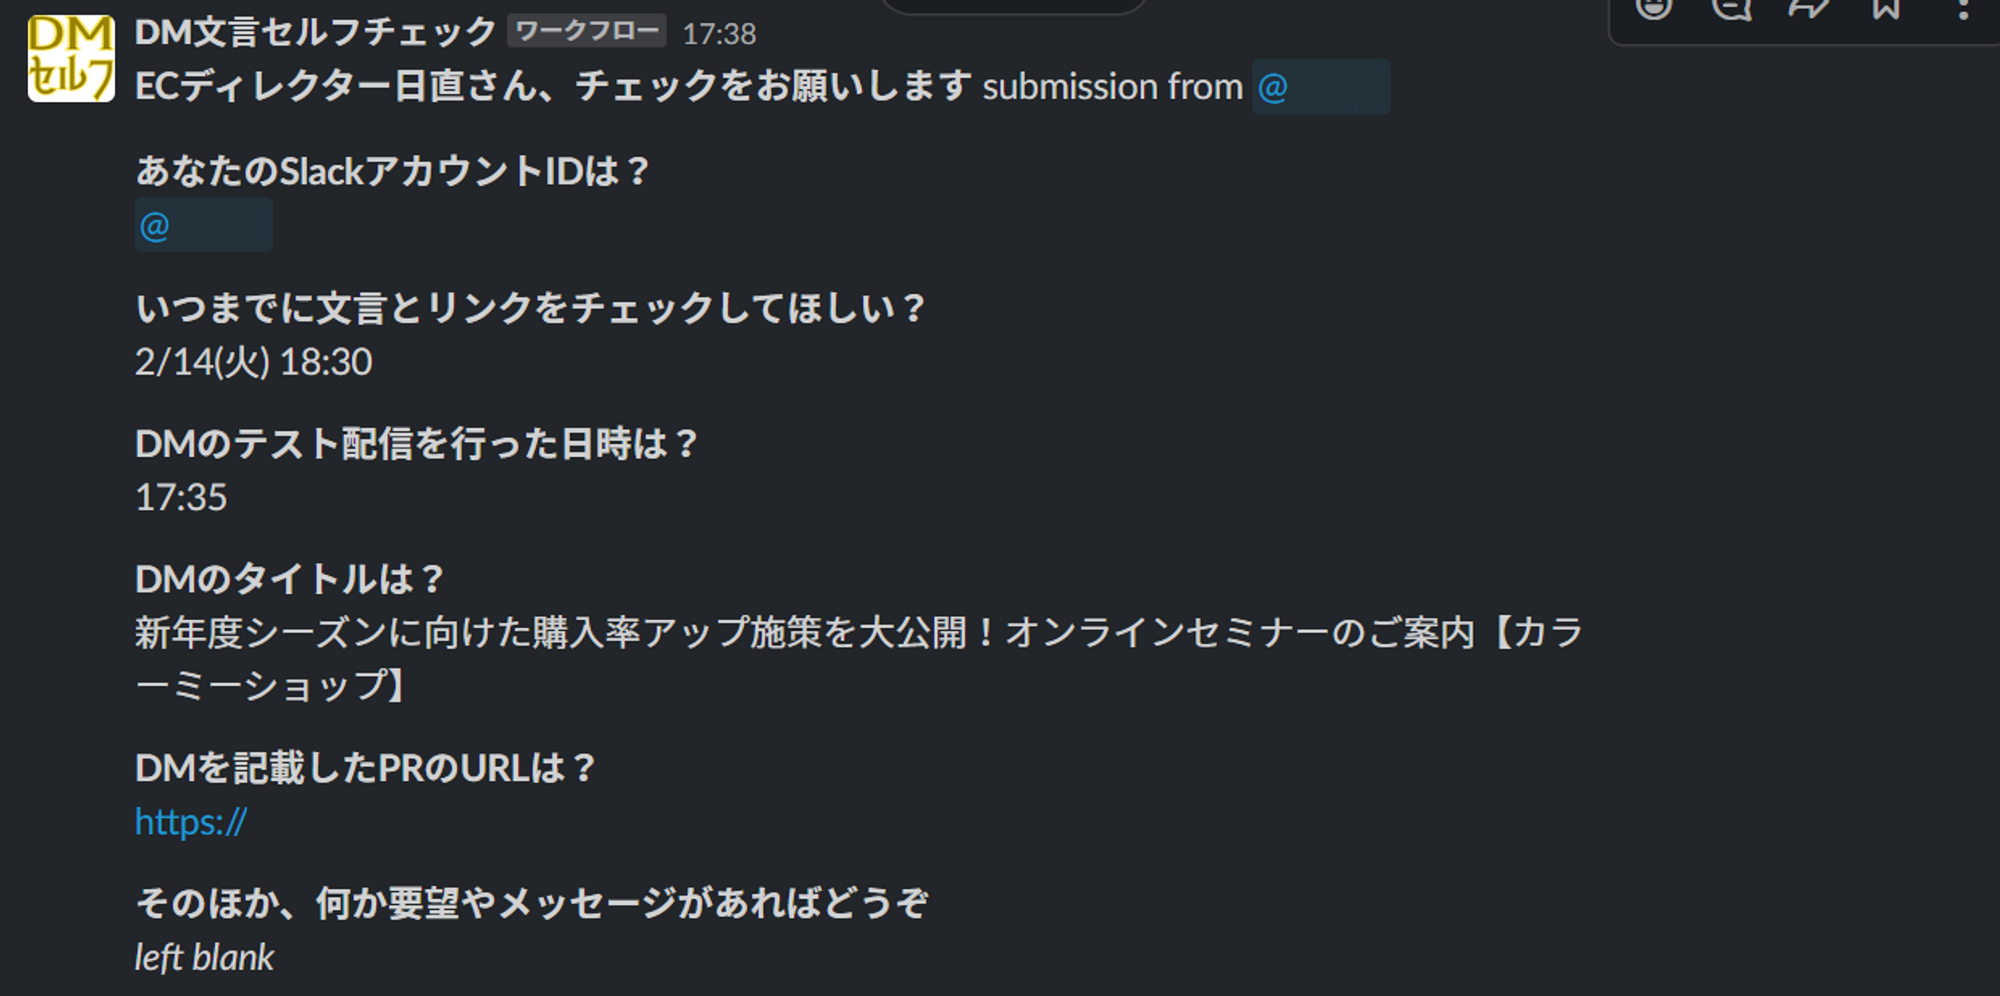 DM
セルフ
DM文言セルフチェック ワークフロー 17:38
ECディレクター日直さん、チェックをお願いします submission from @
あなたのSlackアカウントIDは？
@
いつまでに文言とリンクをチェックしてほしい？
2/14(火) 18:30
DMのテスト配信を行った日時は？
17:35
DMのタイトルは？
新年度シーズンに向けた購入率アップ施策を大公開！オンラインセミナーのご案内【カラ
ーミーショップ】
DMを記載したPRのURLは？
https://
そのほか、何か要望やメッセージがあればどうぞ
left blank